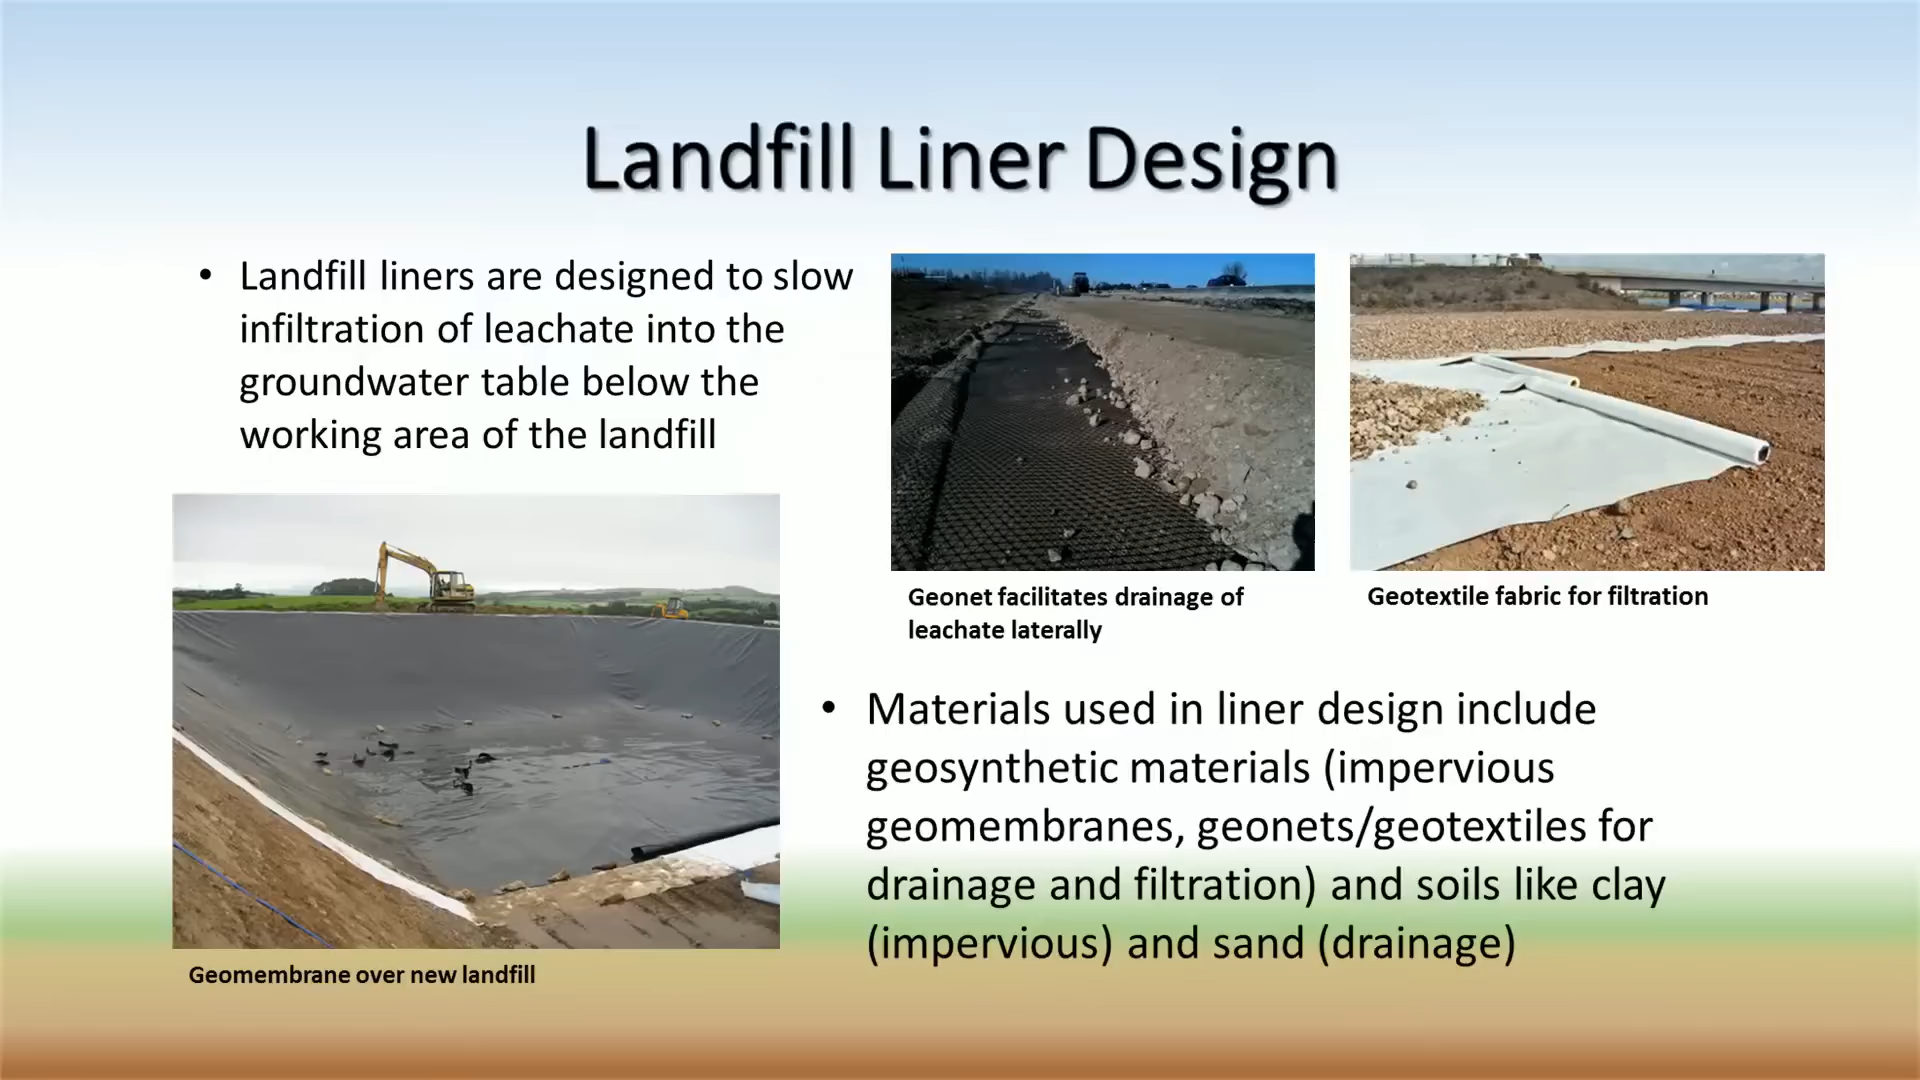 Landfill Liner Design
• Landfill liners are designed to slow
infiltration of leachate into the
groundwater table below the
working area of the landfill
Geonet facilitates drainage of
leachate laterally
Geotextile fabric for filtration
Geomembrane over new landfill
• Materials used in liner design include
geosynthetic materials (impervious
geomembranes, geonets/geotextiles for
drainage and filtration) and soils like clay
(impervious) and sand (drainage)